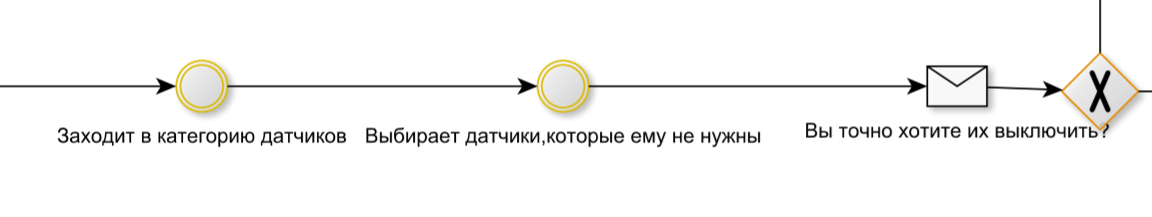 Заходит в категорию датчиков
Выбирает датчики,которые ему не нужны
Вы точно хотите их выключить?
X